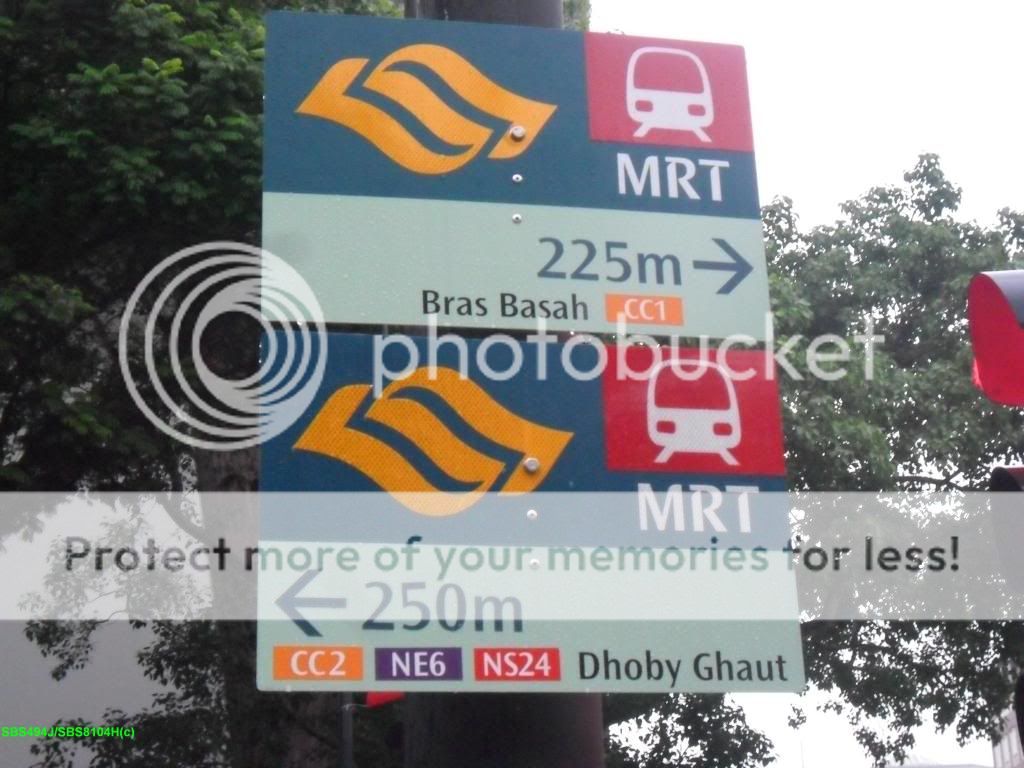 MRT
225m
Bras Basah CC1
photobucket
MRT
Protect more of your memories for less!
250m
CC2 NE6 NS24 Dhoby Ghaut
SBS494J/SBS8104H(c)